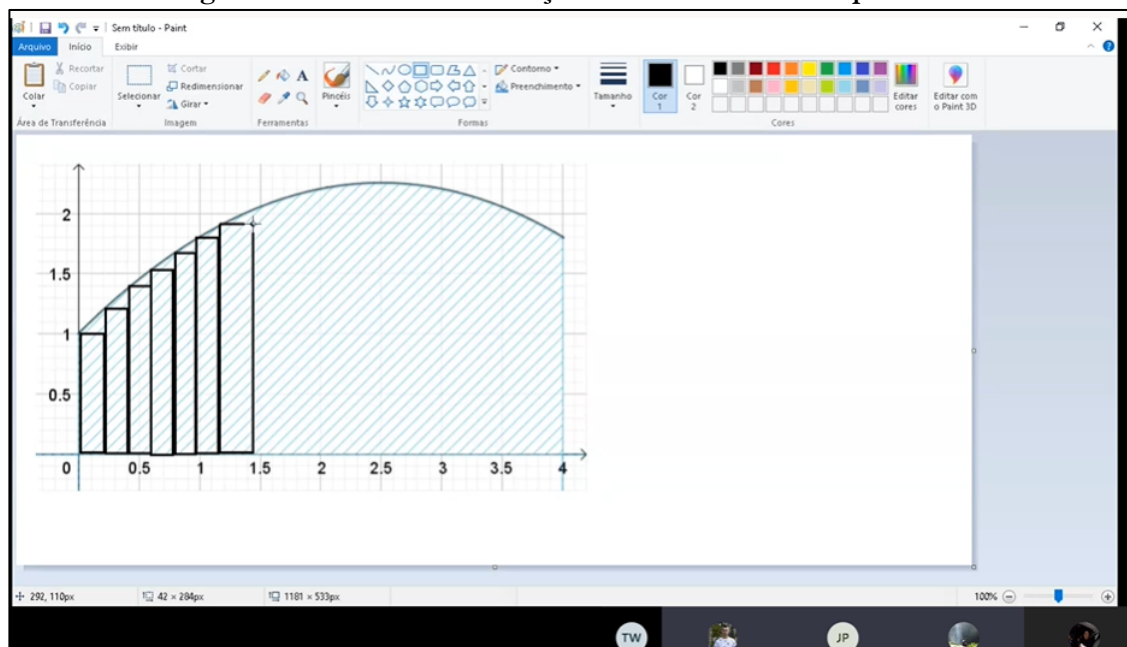 Sem título - Paint
Arquivo Início Exibir
Colar
Recortar
Copiar
Área de Transferência
Selecionar
Cortar
Redimensionar
Girar
Imagem
A
Ferramentas
Pincéis
Contorno
Preenchimento
Formas
Tamanho
Cor 1
Cor 2
Editar cores
Editar com o Paint 3D
Cores
2
1.5
1
0.5
0 0.5 1 1.5 2 2.5 3 3.5 4
292, 110px 42 × 284px 1181 × 533px 100%
TW JP